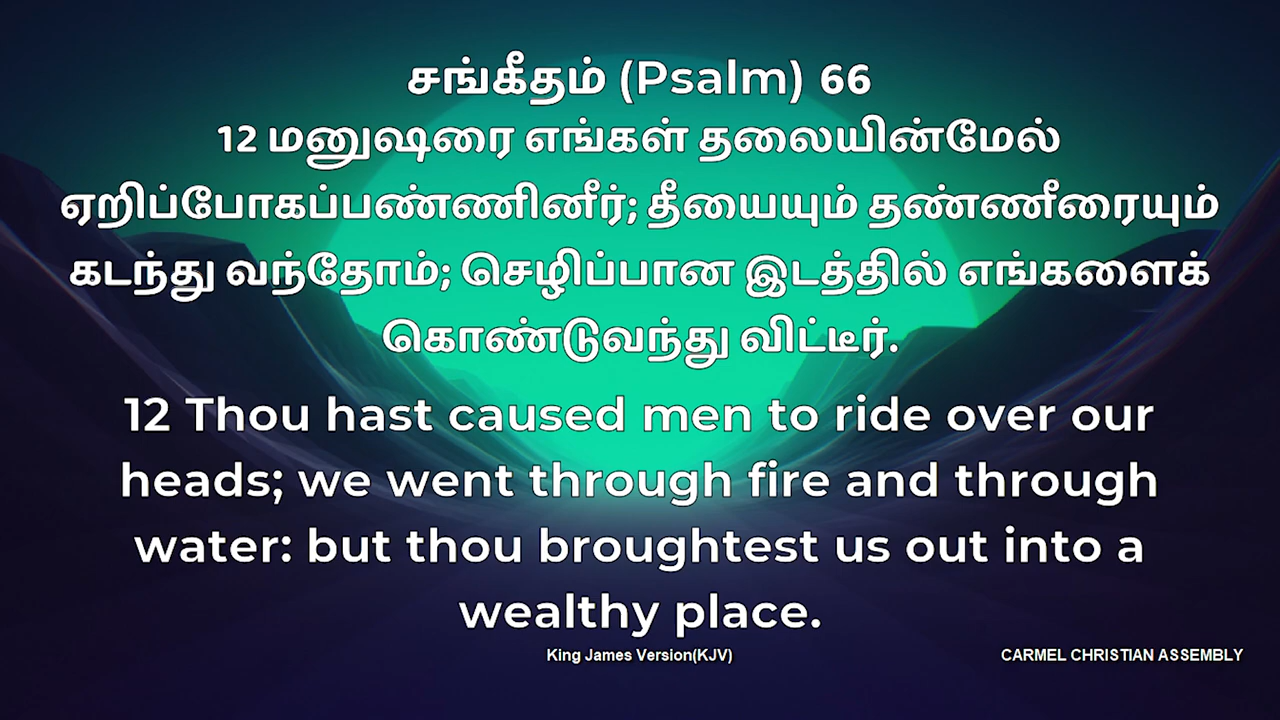 சங்கீதம் (Psalm) 66
12 மனுஷரை எங்கள் தலையின்மேல்
ஏறிப்போகப்பண்ணினீர்; தீயையும் தண்ணீரையும்
கடந்து வந்தோம்; செழிப்பான இடத்தில் எங்களைக்
கொண்டுவந்து விட்டீர்.
12 Thou hast caused men to ride over our
heads; we went through fire and through
water: but thou broughtest us out into a
wealthy place.
King James Version(KJV)
CARMEL CHRISTIAN ASSEMBLY